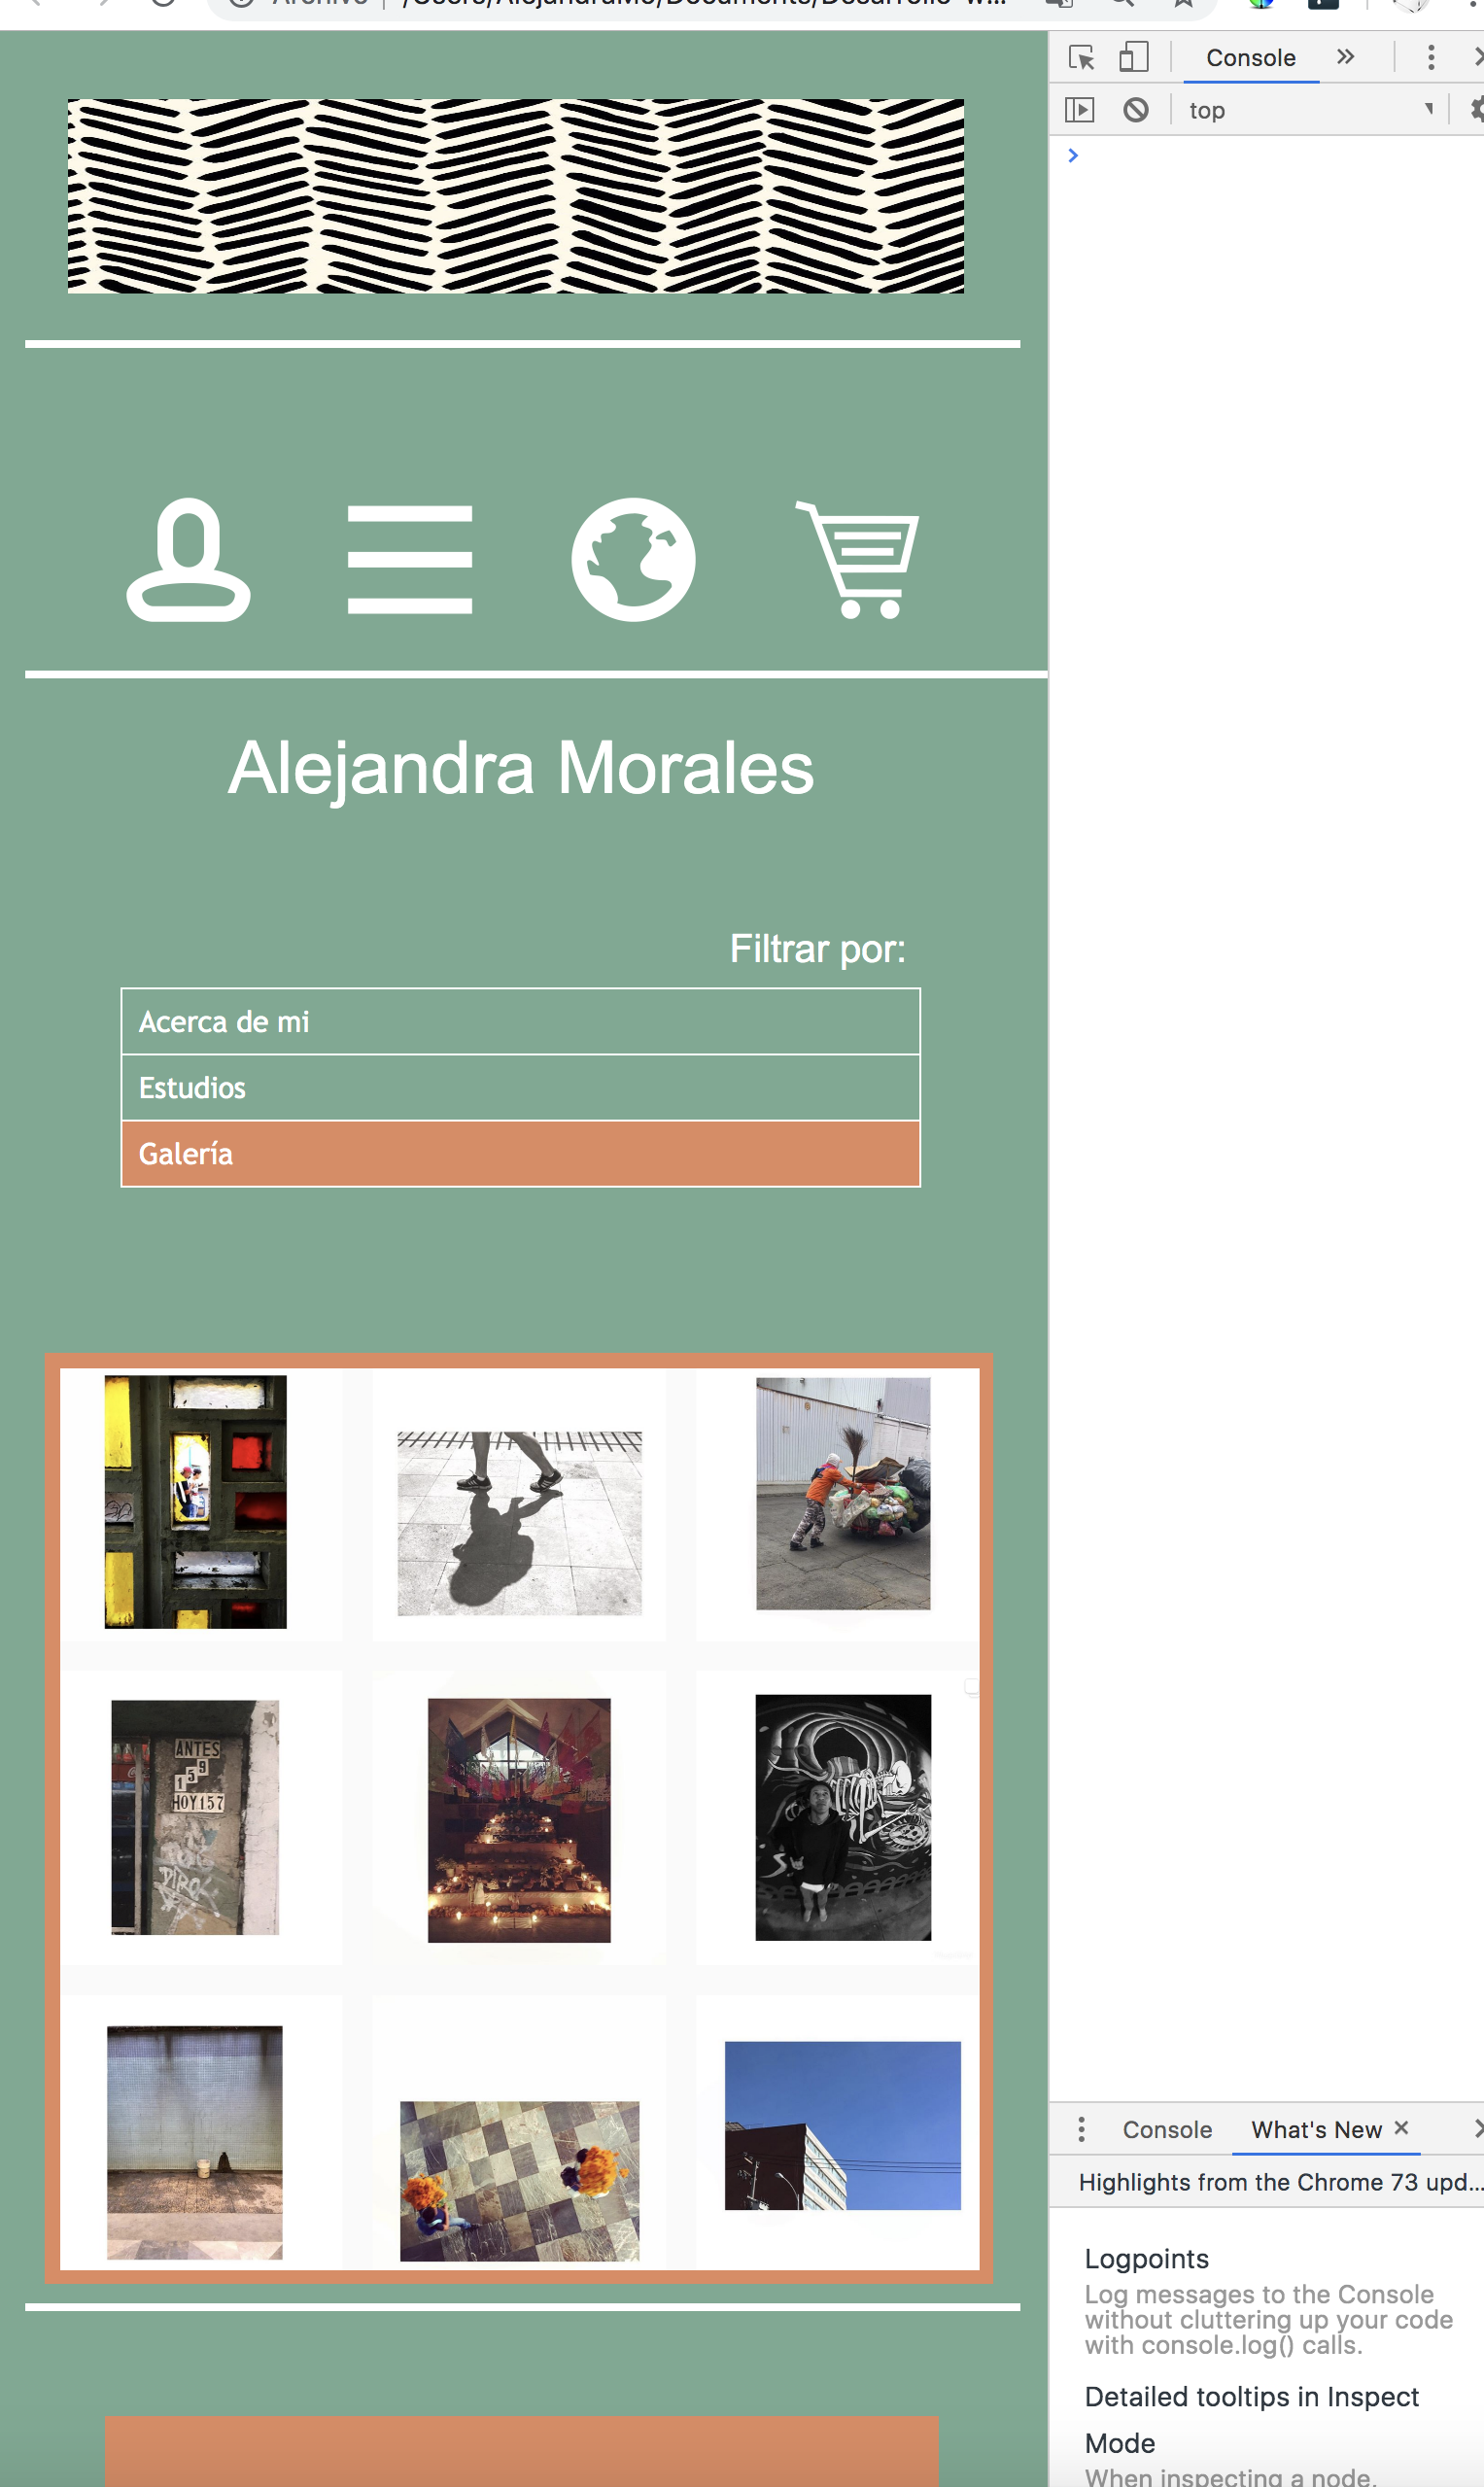 Console
top
Alejandra Morales
Filtrar por:
Acerca de mi
Estudios
Galería
ANTES
159
HOY157
Console
What's New
Highlights from the Chrome 73 upd...
Logpoints
Log messages to the Console
without cluttering up your code
with console.log() calls.
Detailed tooltips in Inspect
Mode
When inspecting a node,